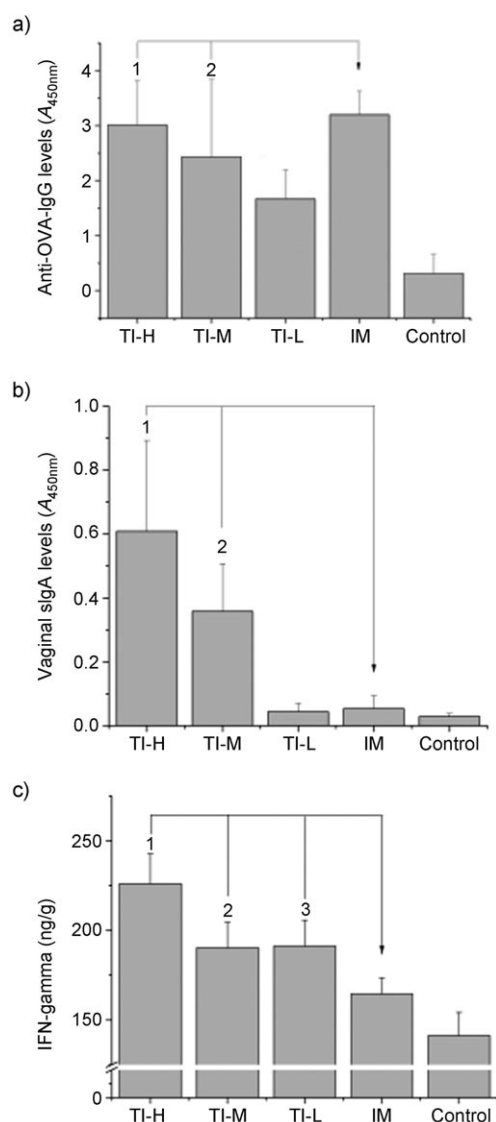 a)
1 2
4
3
2
1
0
Anti-OVA-IgG levels (A450nm)
TI-H TI-M TI-L IM Control
b)
1
2
1.0
0.8
0.6
0.4
0.2
0.0
Vaginal sIgA levels (A450nm)
TI-H TI-M TI-L IM Control
c)
1
2 3
250
200
150
0
IFN-gamma (ng/g)
TI-H TI-M TI-L IM Control